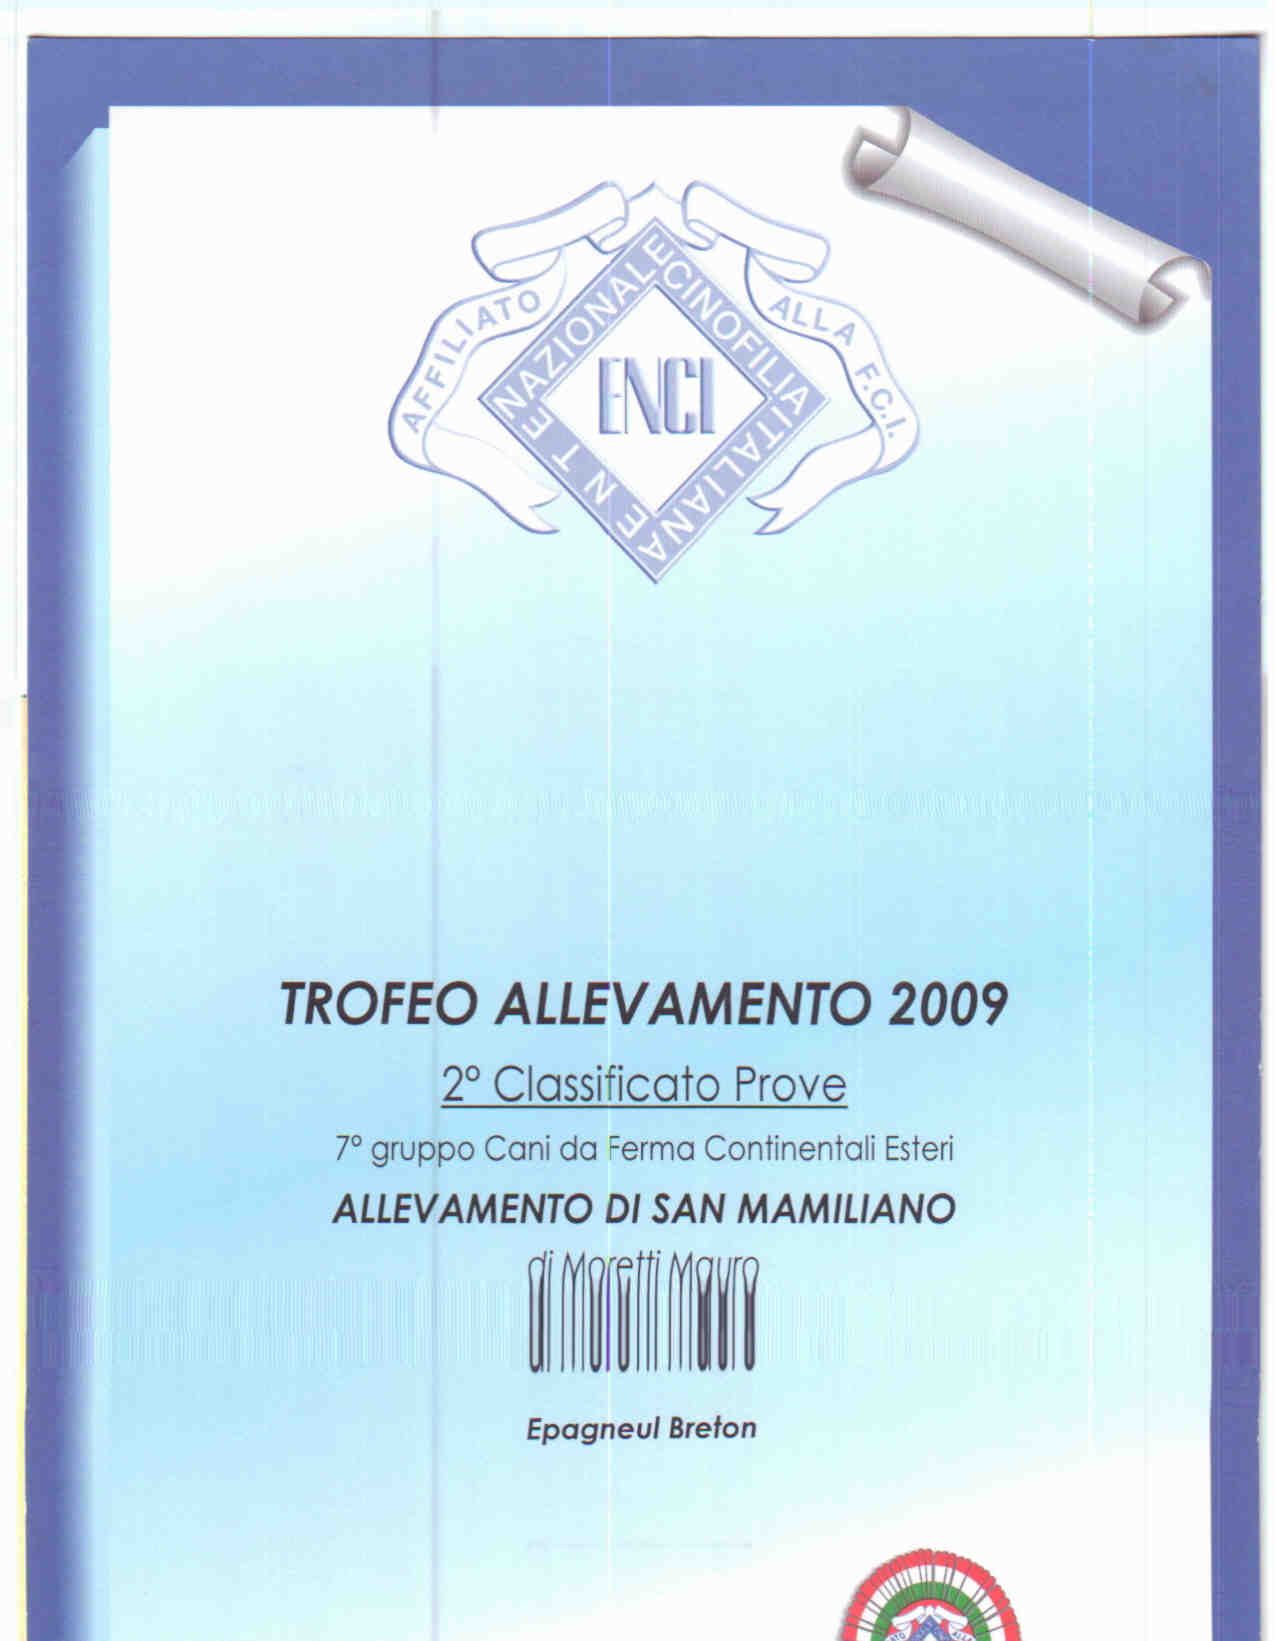 AFFILIATO ALLA F.C.I.
ENTE NAZIONALE CINOFILIA ITALIANA
ENCI
TROFEO ALLEVAMENTO 2009
2° Classificato Prove
7° gruppo Cani da Ferma Continentali Esteri
ALLEVAMENTO DI SAN MAMILIANO
di Moretti Mauro
Epagneul Breton